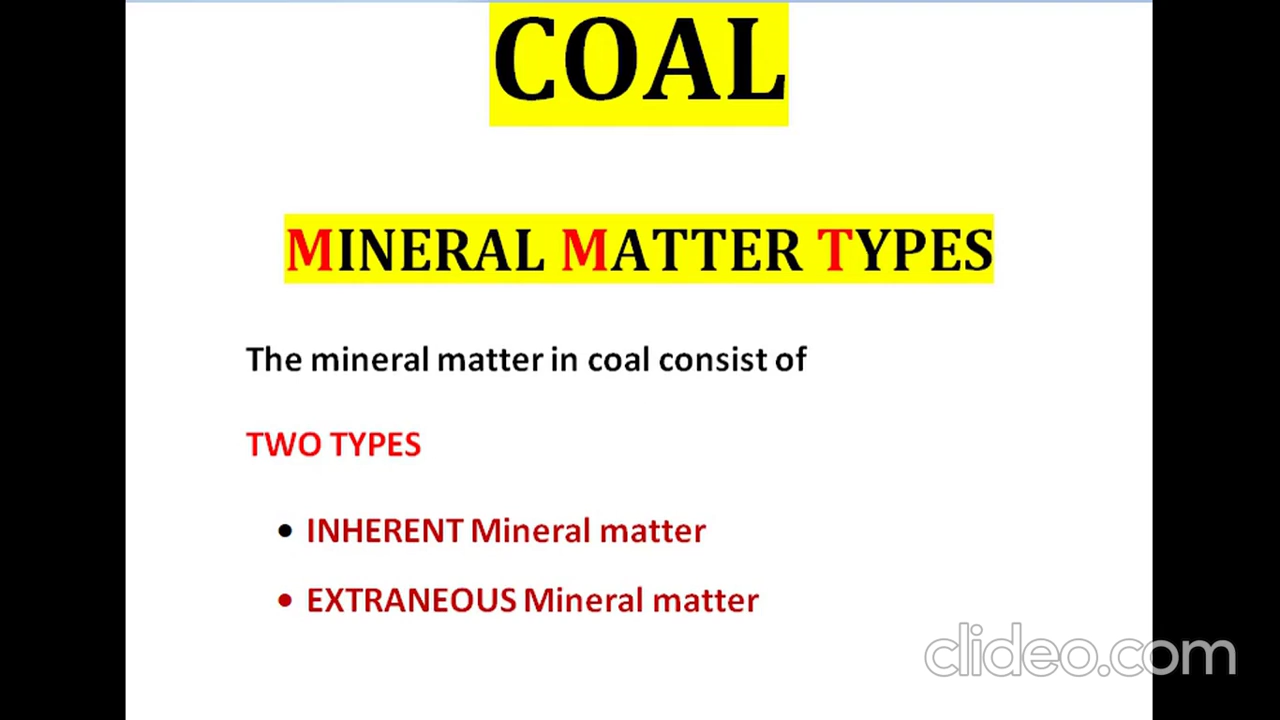 COAL
MINERAL MATTER TYPES
The mineral matter in coal consist of
TWO TYPES
• INHERENT Mineral matter
• EXTRANEOUS Mineral matter
clideo.com